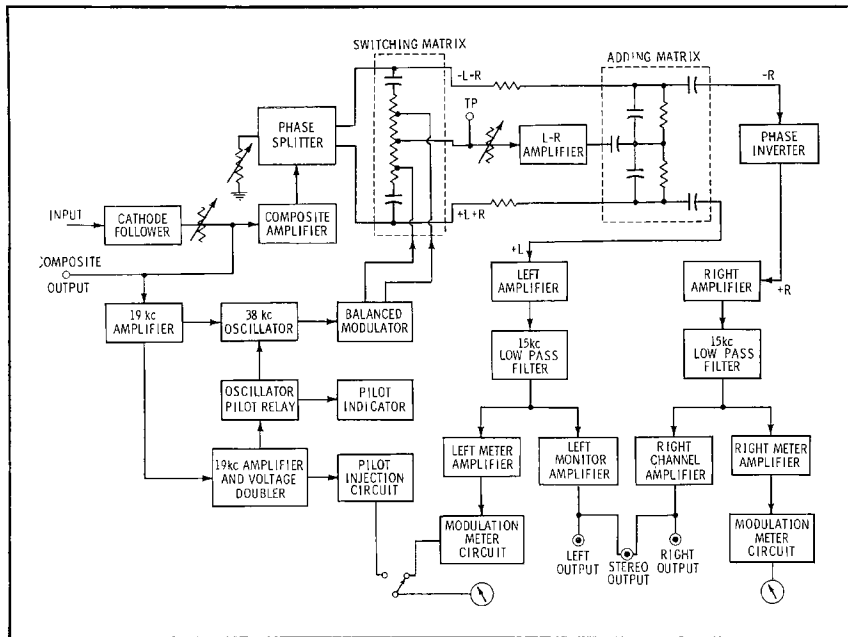 SWITCHING MATRIX
-L-R
ADDING MATRIX
-R
TP
PHASE
SPLITTER
L-R
AMPLIFIER
PHASE
INVERTER
INPUT
CATHODE
FOLLOWER
COMPOSITE
AMPLIFIER
+L+R
COMPOSITE
OUTPUT
+L
LEFT
AMPLIFIER
RIGHT
AMPLIFIER
+R
19 kc
AMPLIFIER
38 kc
OSCILLATOR
BALANCED
MODULATOR
15kc
LOW PASS
FILTER
15kc
LOW PASS
FILTER
OSCILLATOR
PILOT RELAY
PILOT
INDICATOR
19kc AMPLIFIER
AND VOLTAGE
DOUBLER
PILOT
INJECTION
CIRCUIT
LEFT METER
AMPLIFIER
LEFT
MONITOR
AMPLIFIER
RIGHT
CHANNEL
AMPLIFIER
RIGHT METER
AMPLIFIER
MODULATION
METER
CIRCUIT
LEFT
OUTPUT
STEREO
OUTPUT
RIGHT
OUTPUT
MODULATION
METER
CIRCUIT